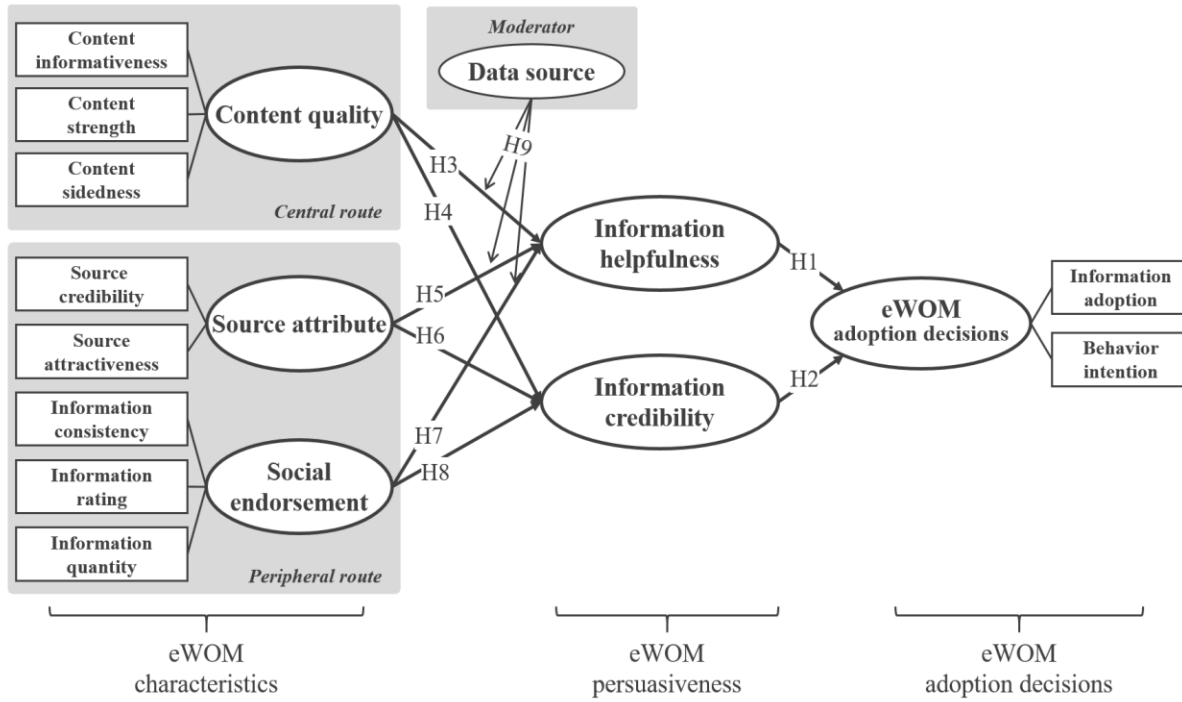 Content
informativeness
Content
strength
Content
sidedness
Content quality
Central route
Moderator
Data source
H9
H3
H4
Source
credibility
Source
attractiveness
Source attribute
Information
consistency
Information
rating
Information
quantity
Social
endorsement
Peripheral route
H5
H6
H7
H8
Information
helpfulness
Information
credibility
H1
H2
eWOM
adoption decisions
Information
adoption
Behavior
intention
eWOM
characteristics
eWOM
persuasiveness
eWOM
adoption decisions